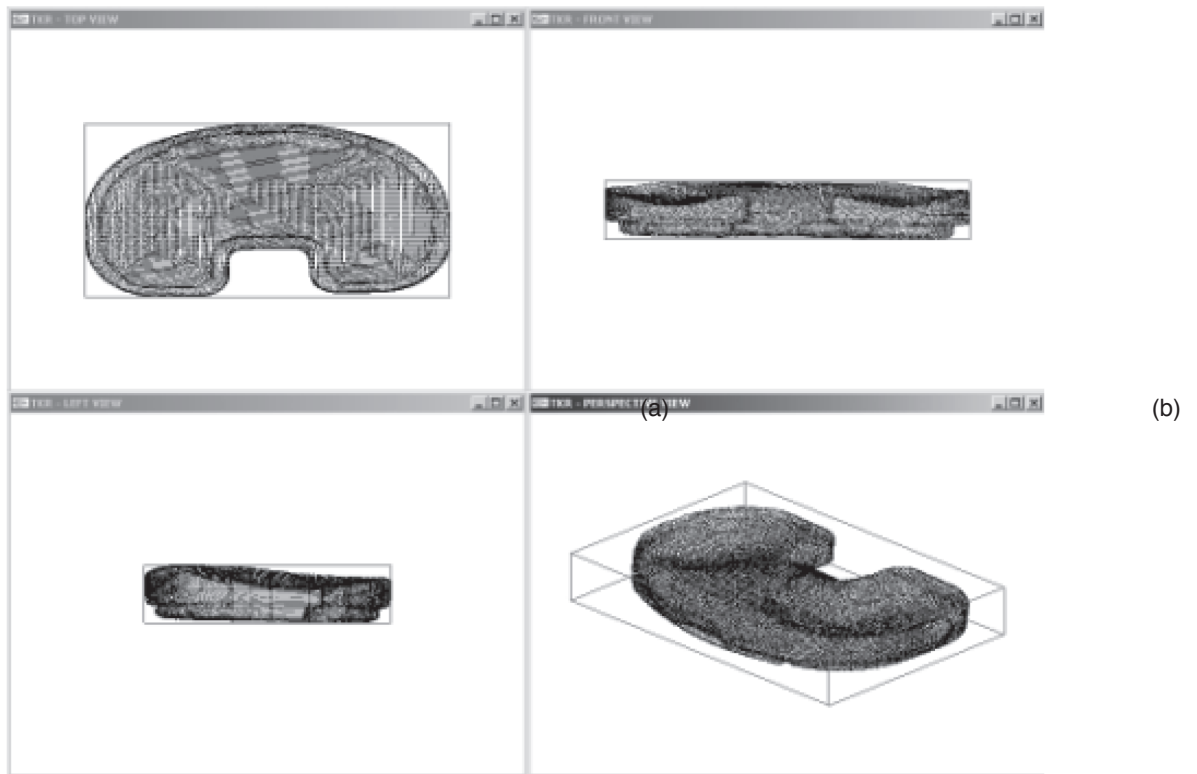 TKR - TOP VIEW
TKR - FRONT VIEW
TKR - LEFT VIEW
TKR - PERSPECTIVE VIEW
(a)
(b)